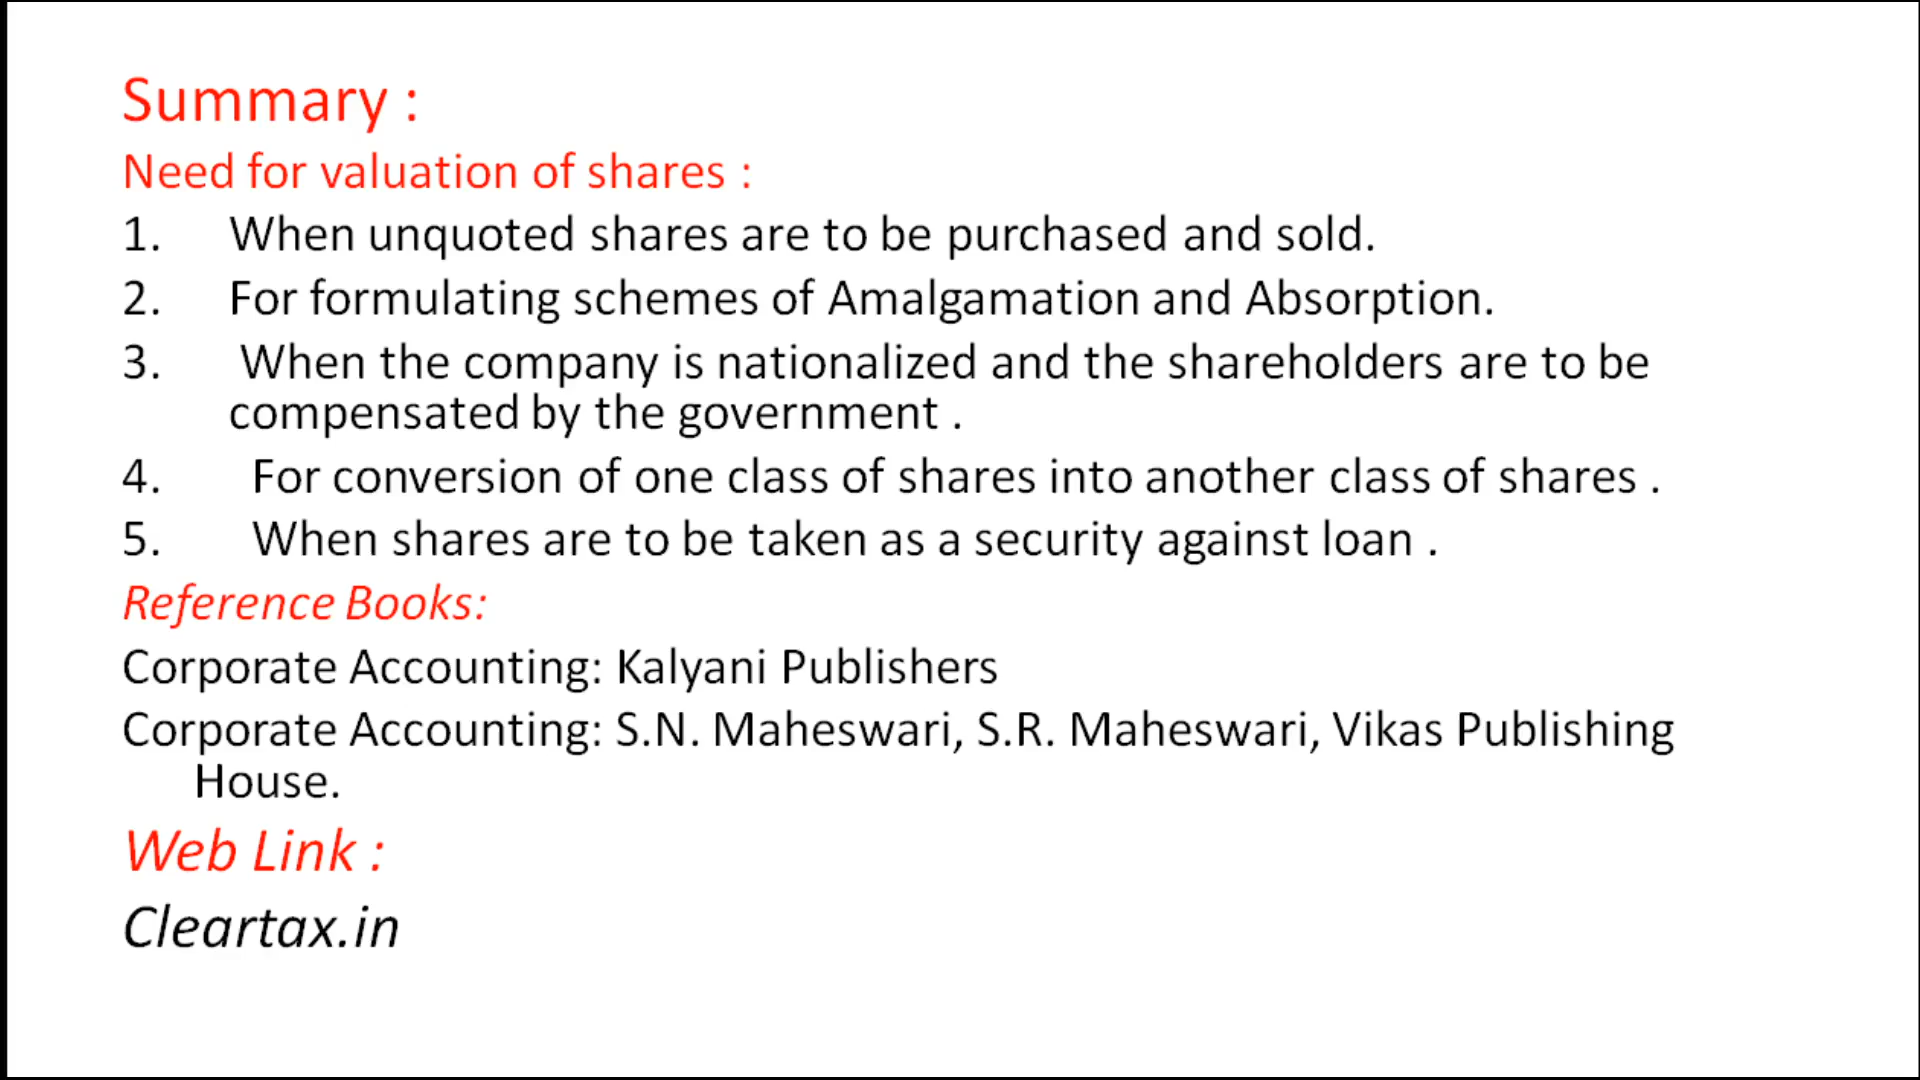 Summary :
Need for valuation of shares :
1. When unquoted shares are to be purchased and sold.
2. For formulating schemes of Amalgamation and Absorption.
3. When the company is nationalized and the shareholders are to be
compensated by the government .
4. For conversion of one class of shares into another class of shares .
5. When shares are to be taken as a security against loan .
Reference Books:
Corporate Accounting: Kalyani Publishers
Corporate Accounting: S.N. Maheswari, S.R. Maheswari, Vikas Publishing
House.
Web Link :
Cleartax.in